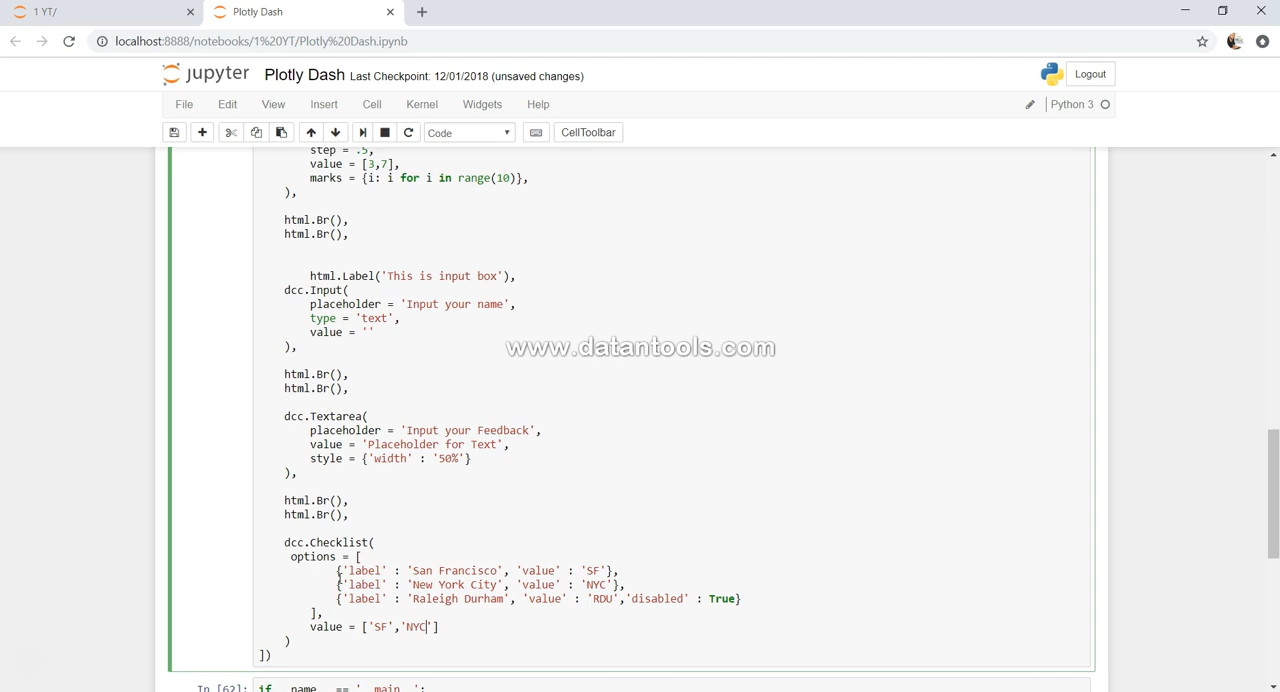 1 YT/
Plotly Dash
localhost:8888/notebooks/1%20YT/Plotly%20Dash.ipynb
jupyter Plotly Dash Last Checkpoint: 12/01/2018 (unsaved changes)
Logout
File Edit View Insert Cell Kernel Widgets Help
Python 3
Code
CellToolbar
step = .5,
value = [3,7],
marks = {i: i for i in range(10)},
),
html.Br(),
html.Br(),
html.Label('This is input box'),
dcc.Input(
placeholder = 'Input your name',
type = 'text',
value = ''
),
www.datantools.com
html.Br(),
html.Br(),
dcc.Textarea(
placeholder = 'Input your Feedback',
value = 'Placeholder for Text',
style = {'width' : '50%'}
),
html.Br(),
html.Br(),
dcc.Checklist(
options = [
{'label' : 'San Francisco', 'value' : 'SF'},
{'label' : 'New York City', 'value' : 'NYC'},
{'label' : 'Raleigh Durham', 'value' : 'RDU','disabled' : True}
],
value = ['SF','NYC']
)
])
In [62]: if __name__ == '__main__':